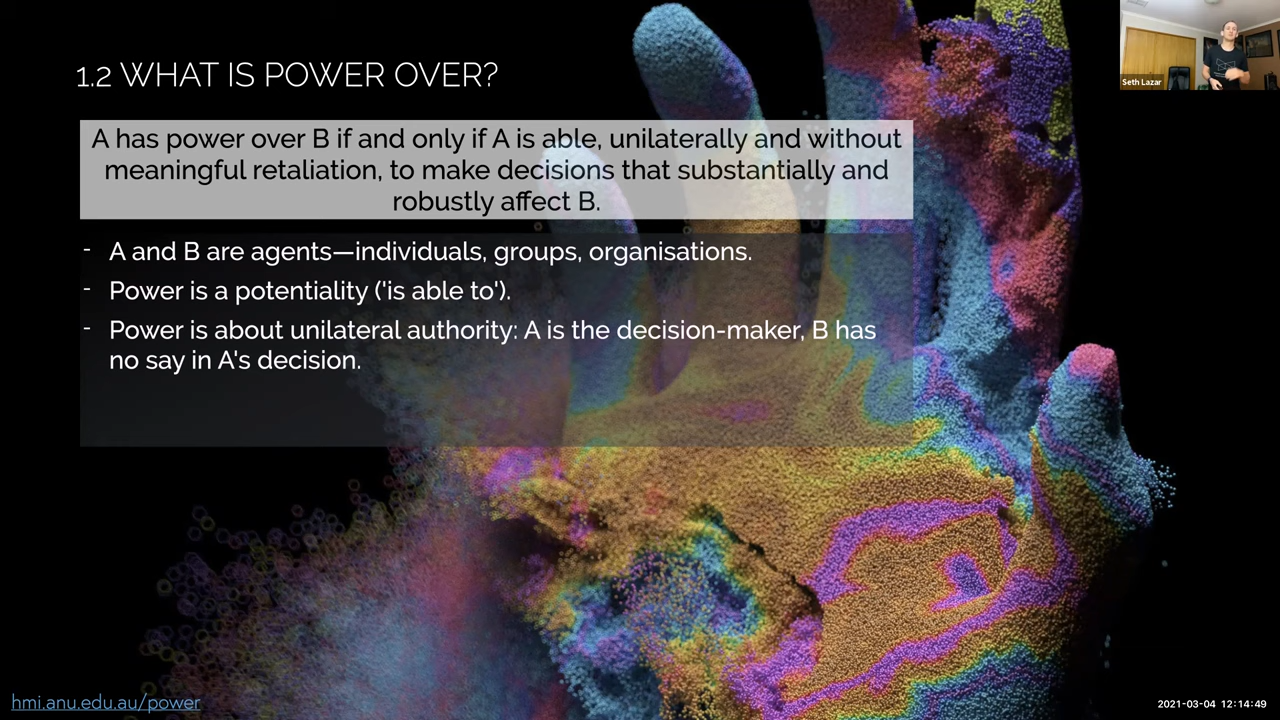 1.2 WHAT IS POWER OVER?
A has power over B if and only if A is able, unilaterally and without
meaningful retaliation, to make decisions that substantially and
robustly affect B.
- A and B are agents—individuals, groups, organisations.
- Power is a potentiality ('is able to').
- Power is about unilateral authority: A is the decision-maker, B has
no say in A's decision.
Seth Lazar
hmi.anu.edu.au/power
2021-03-04 12:14:49